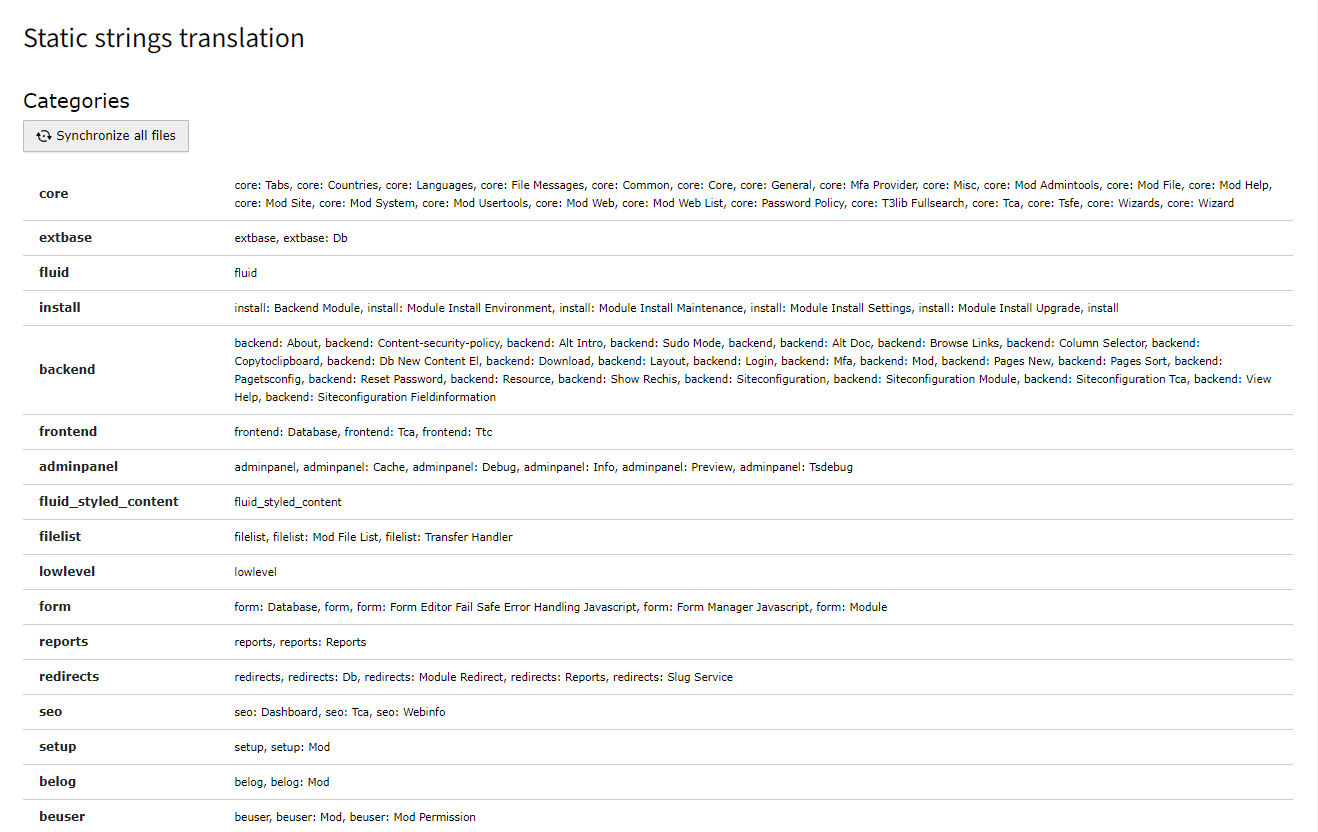 Static strings translation
Categories
Synchronize all files
core
core: Tabs, core: Countries, core: Languages, core: File Messages, core: Common, core: Core, core: General, core: Mfa Provider, core: Misc, core: Mod Admintools, core: Mod File, core: Mod Help,
core: Mod Site, core: Mod System, core: Mod Usertools, core: Mod Web, core: Mod Web List, core: Password Policy, core: T3lib Fullsearch, core: Tca, core: Tsfe, core: Wizards, core: Wizard
extbase
extbase, extbase: Db
fluid
fluid
install
install: Backend Module, install: Module Install Environment, install: Module Install Maintenance, install: Module Install Settings, install: Module Install Upgrade, install
backend
backend: About, backend: Content-security-policy, backend: Alt Intro, backend: Sudo Mode, backend, backend: Alt Doc, backend: Browse Links, backend: Column Selector, backend:
Copytoclipboard, backend: Db New Content El, backend: Download, backend: Layout, backend: Login, backend: Mfa, backend: Mod, backend: Pages New, backend: Pages Sort, backend:
Pagetsconfig, backend: Reset Password, backend: Resource, backend: Show Rechis, backend: Siteconfiguration, backend: Siteconfiguration Module, backend: Siteconfiguration Tca, backend: View
Help, backend: Siteconfiguration Fieldinformation
frontend
frontend: Database, frontend: Tca, frontend: Ttc
adminpanel
adminpanel, adminpanel: Cache, adminpanel: Debug, adminpanel: Info, adminpanel: Preview, adminpanel: Tsdebug
fluid_styled_content
fluid_styled_content
filelist
filelist, filelist: Mod File List, filelist: Transfer Handler
lowlevel
lowlevel
form
form: Database, form, form: Form Editor Fail Safe Error Handling Javascript, form: Form Manager Javascript, form: Module
reports
reports, reports: Reports
redirects
redirects, redirects: Db, redirects: Module Redirect, redirects: Reports, redirects: Slug Service
seo
seo: Dashboard, seo: Tca, seo: Webinfo
setup
setup, setup: Mod
belog
belog, belog: Mod
beuser
beuser, beuser: Mod, beuser: Mod Permission